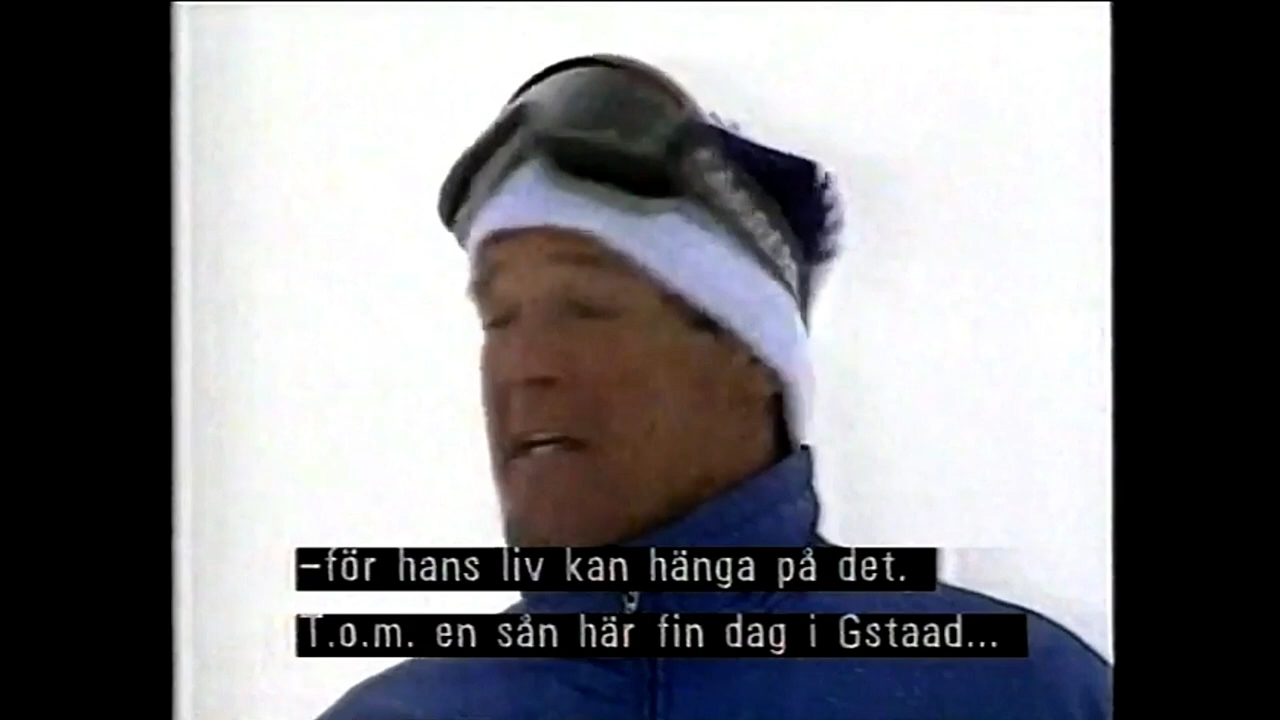 –för hans liv kan hänga på det.
T.o.m. en sån här fin dag i Gstaad...